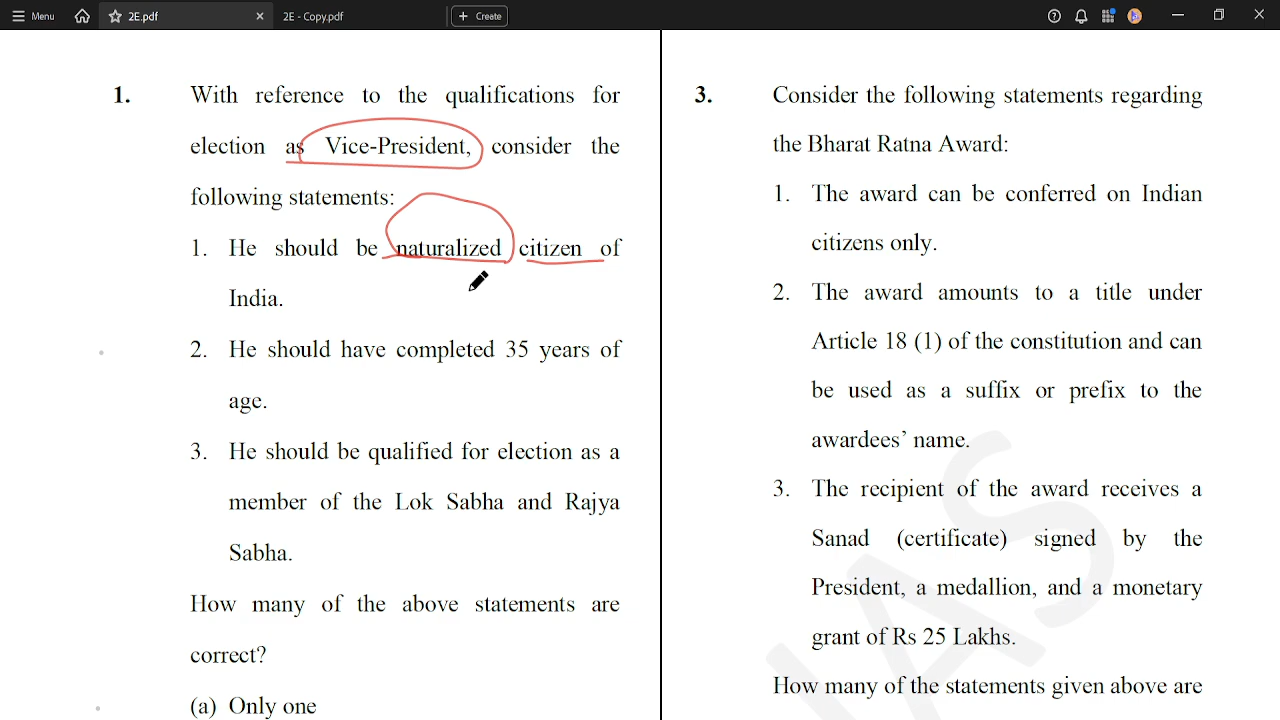 Menu
2E.pdf
2E - Copy.pdf
+ Create
1. With reference to the qualifications for
election as Vice-President, consider the
following statements:
1. He should be naturalized citizen of
India.
2. He should have completed 35 years of
age.
3. He should be qualified for election as a
member of the Lok Sabha and Rajya
Sabha.
How many of the above statements are
correct?
(a) Only one
3. Consider the following statements regarding
the Bharat Ratna Award:
1. The award can be conferred on Indian
citizens only.
2. The award amounts to a title under
Article 18 (1) of the constitution and can
be used as a suffix or prefix to the
awardees’ name.
3. The recipient of the award receives a
Sanad (certificate) signed by the
President, a medallion, and a monetary
grant of Rs 25 Lakhs.
How many of the statements given above are
IAS